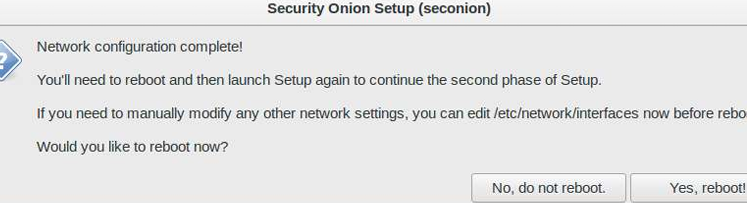 Security Onion Setup (seconion)
Network configuration complete!
You'll need to reboot and then launch Setup again to continue the second phase of Setup.
If you need to manually modify any other network settings, you can edit /etc/network/interfaces now before
Would you like to reboot now?
No, do not reboot.
Yes, reboot!